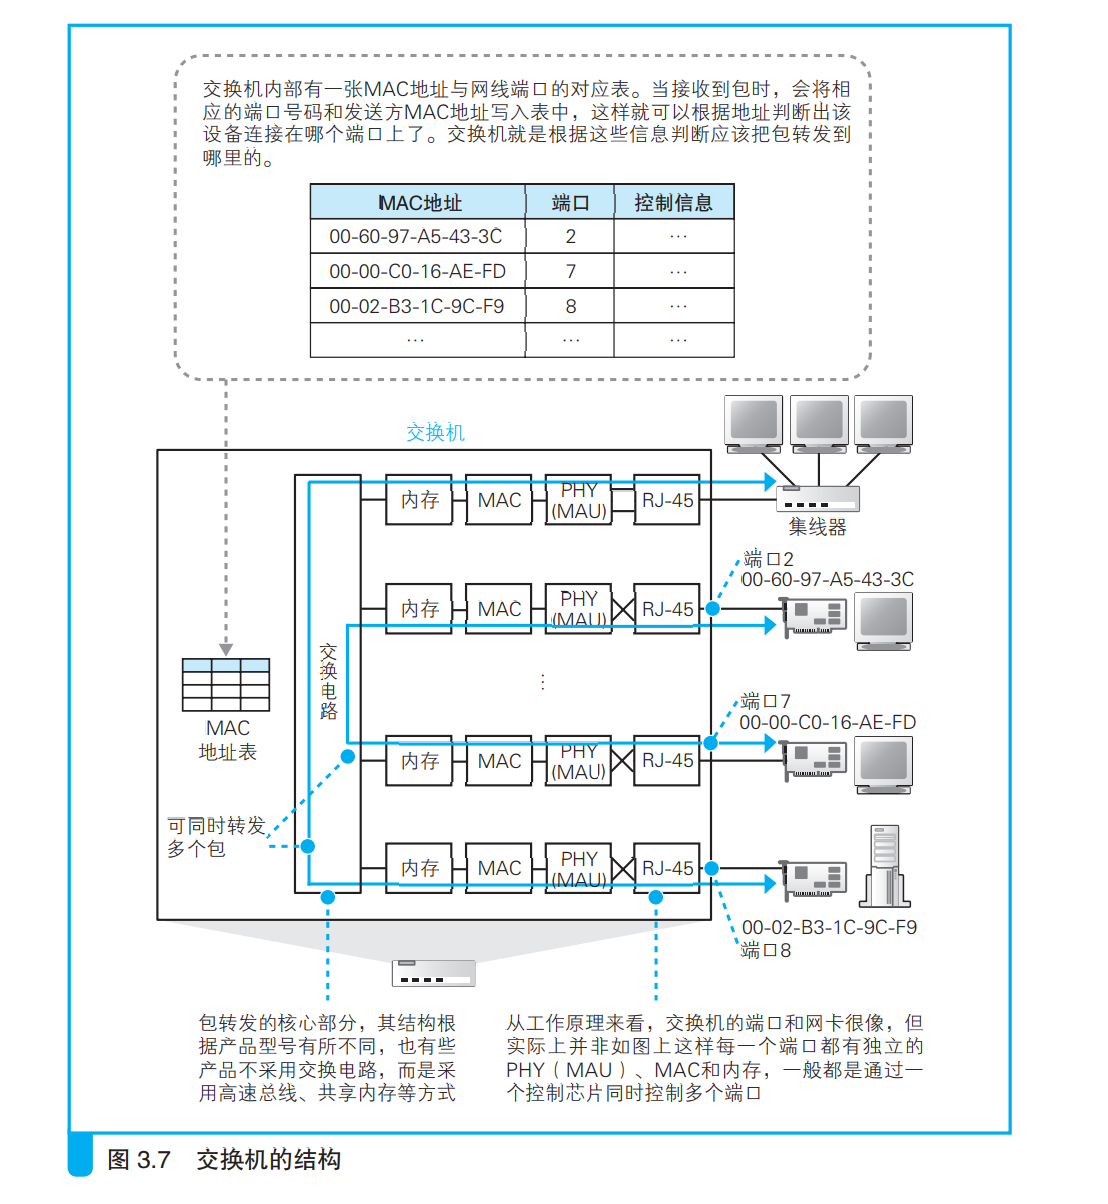 交换机内部有一张MAC地址与网线端口的对应表。当接收到包时，会将相
应的端口号码和发送方MAC地址写入表中，这样就可以根据地址判断出该
设备连接在哪个端口上了。交换机就是根据这些信息判断应该把包转发到
哪里的。
MAC地址 端口 控制信息
00-60-97-A5-43-3C 2 …
00-00-C0-16-AE-FD 7 …
00-02-B3-1C-9C-F9 8 …
… … …
交换机
内存 MAC PHY (MAU) RJ-45
集线器
端口2
00-60-97-A5-43-3C
内存 MAC PHY (MAU) RJ-45
交换电路
…
MAC
地址表
端口7
00-00-C0-16-AE-FD
内存 MAC PHY (MAU) RJ-45
可同时转发
多个包
内存 MAC PHY (MAU) RJ-45
00-02-B3-1C-9C-F9
端口8
包转发的核心部分，其结构根
据产品型号有所不同，也有些
产品不采用交换电路，而是采
用高速总线、共享内存等方式
从工作原理来看，交换机的端口和网卡很像，但
实际上并非如图上这样每一个端口都有独立的
PHY（MAU）、MAC和内存，一般都是通过一
个控制芯片同时控制多个端口
图 3.7 交换机的结构